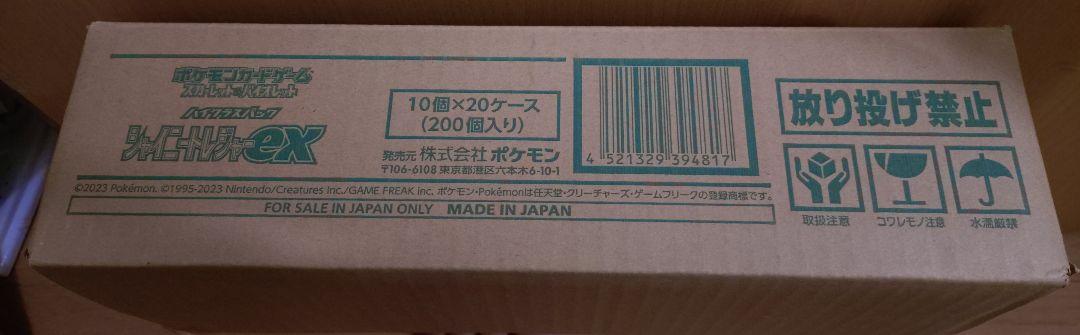 ポケモンカードゲーム
スカーレット&バイオレット
ハイクラスパック
シャイニートレジャーex
10個×20ケース
(200個入り)
発売元 株式会社 ポケモン
〒106-6108 東京都港区六本木6-10-1
4 521329 394817
放り投げ禁止
取扱注意 コワレモノ注意 水濡厳禁
©2023 Pokémon. ©1995-2023 Nintendo/Creatures Inc./GAME FREAK inc. ポケモン・Pokémonは任天堂・クリーチャーズ・ゲームフリークの登録商標です。
FOR SALE IN JAPAN ONLY MADE IN JAPAN